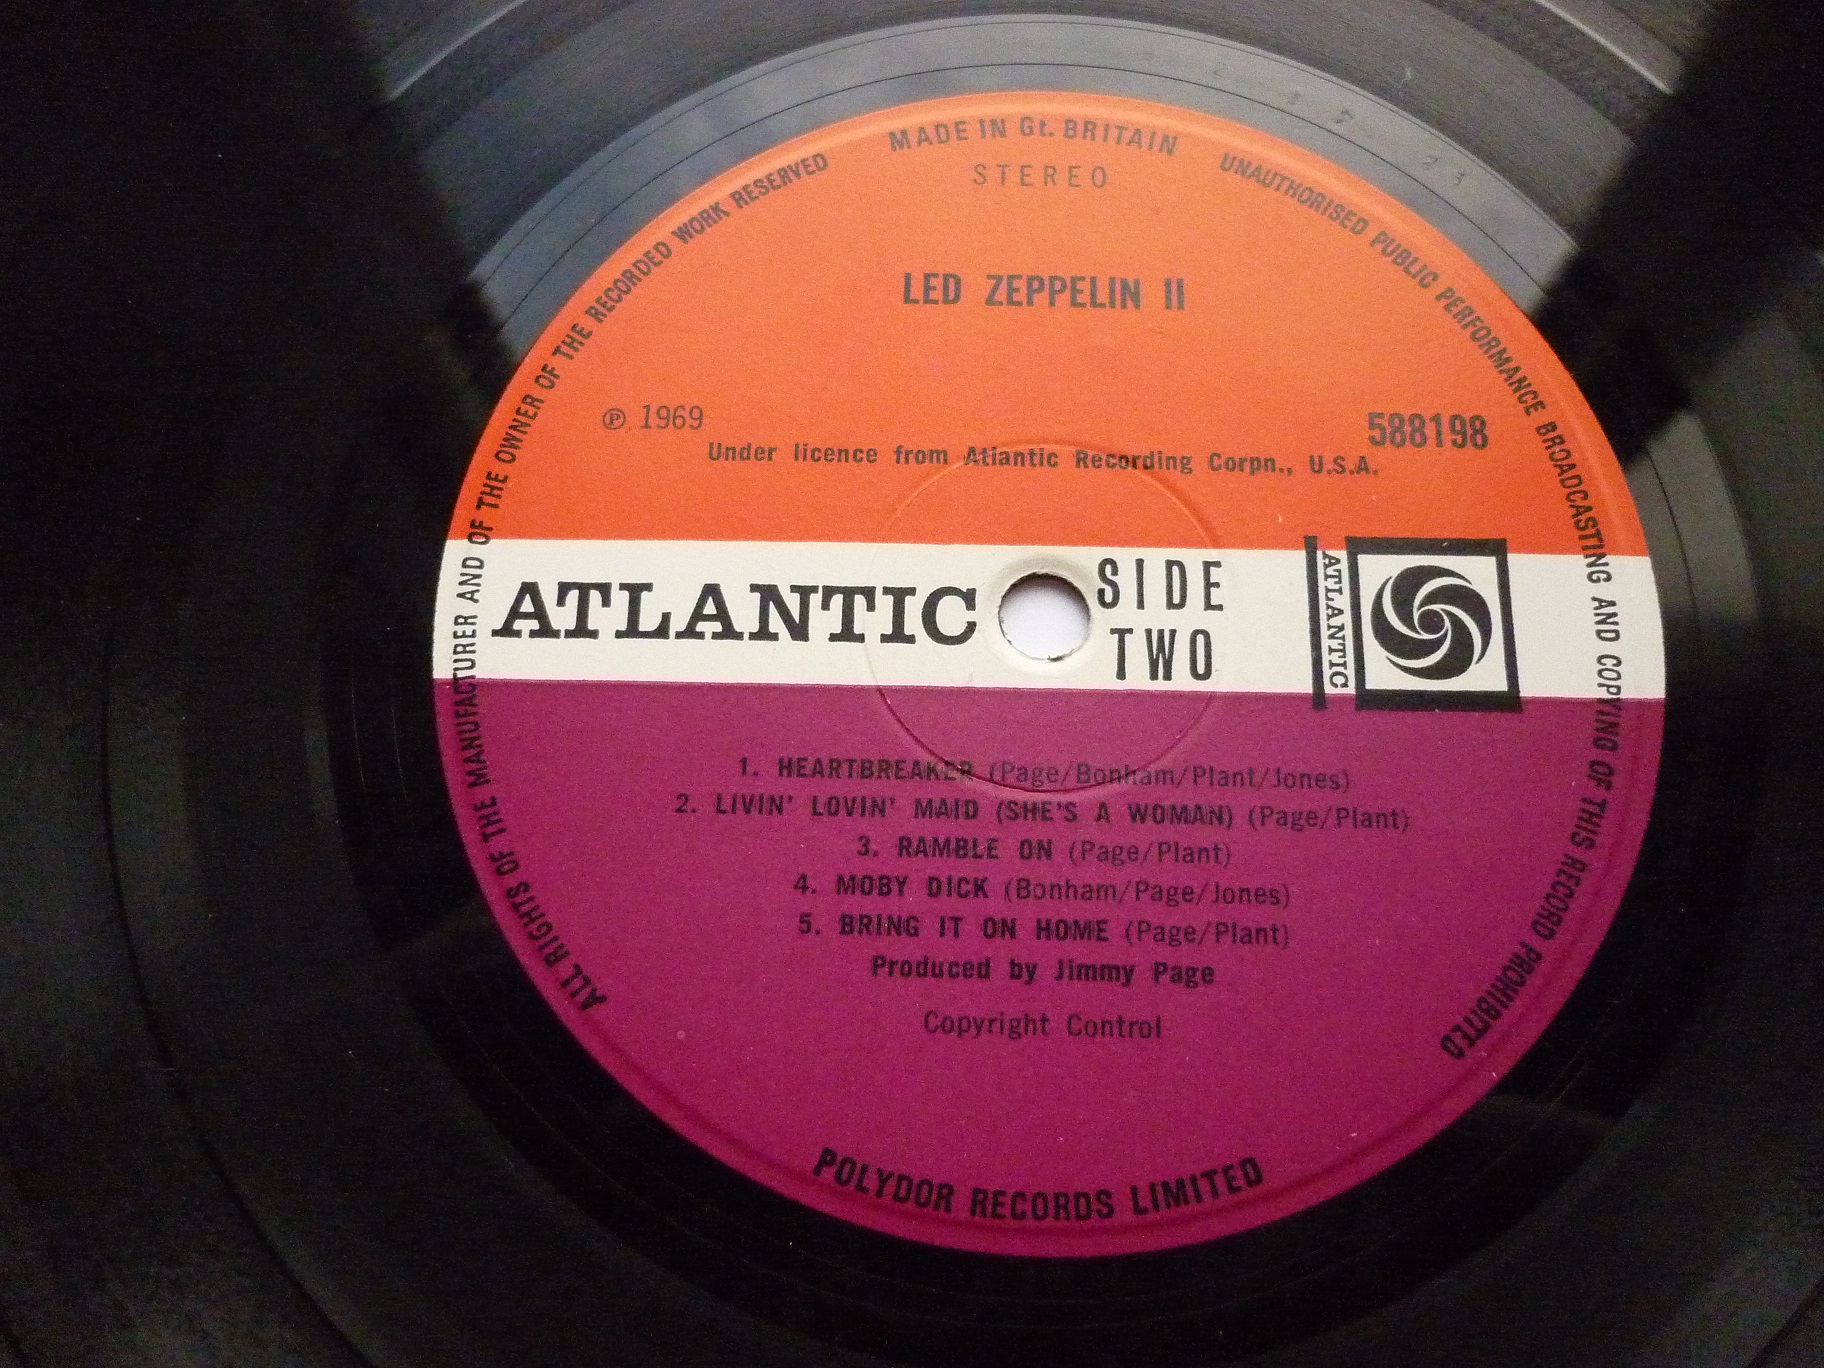 MADE IN Gt. BRITAIN
UNAUTHORISED PUBLIC PERFORMANCE BROADCASTING AND COPYING OF THIS RECORD PROHIBITED
ALL RIGHTS OF THE MANUFACTURER AND OF THE OWNER OF THE RECORDED WORK RESERVED
STEREO
LED ZEPPELIN II
℗ 1969
588198
Under licence from Atlantic Recording Corpn., U.S.A.
ATLANTIC
SIDE
TWO
ATLANTIC
1. HEARTBREAKER (Page/Bonham/Plant/Jones)
2. LIVIN' LOVIN' MAID (SHE'S A WOMAN) (Page/Plant)
3. RAMBLE ON (Page/Plant)
4. MOBY DICK (Bonham/Page/Jones)
5. BRING IT ON HOME (Page/Plant)
Produced by Jimmy Page
Copyright Control
POLYDOR RECORDS LIMITED